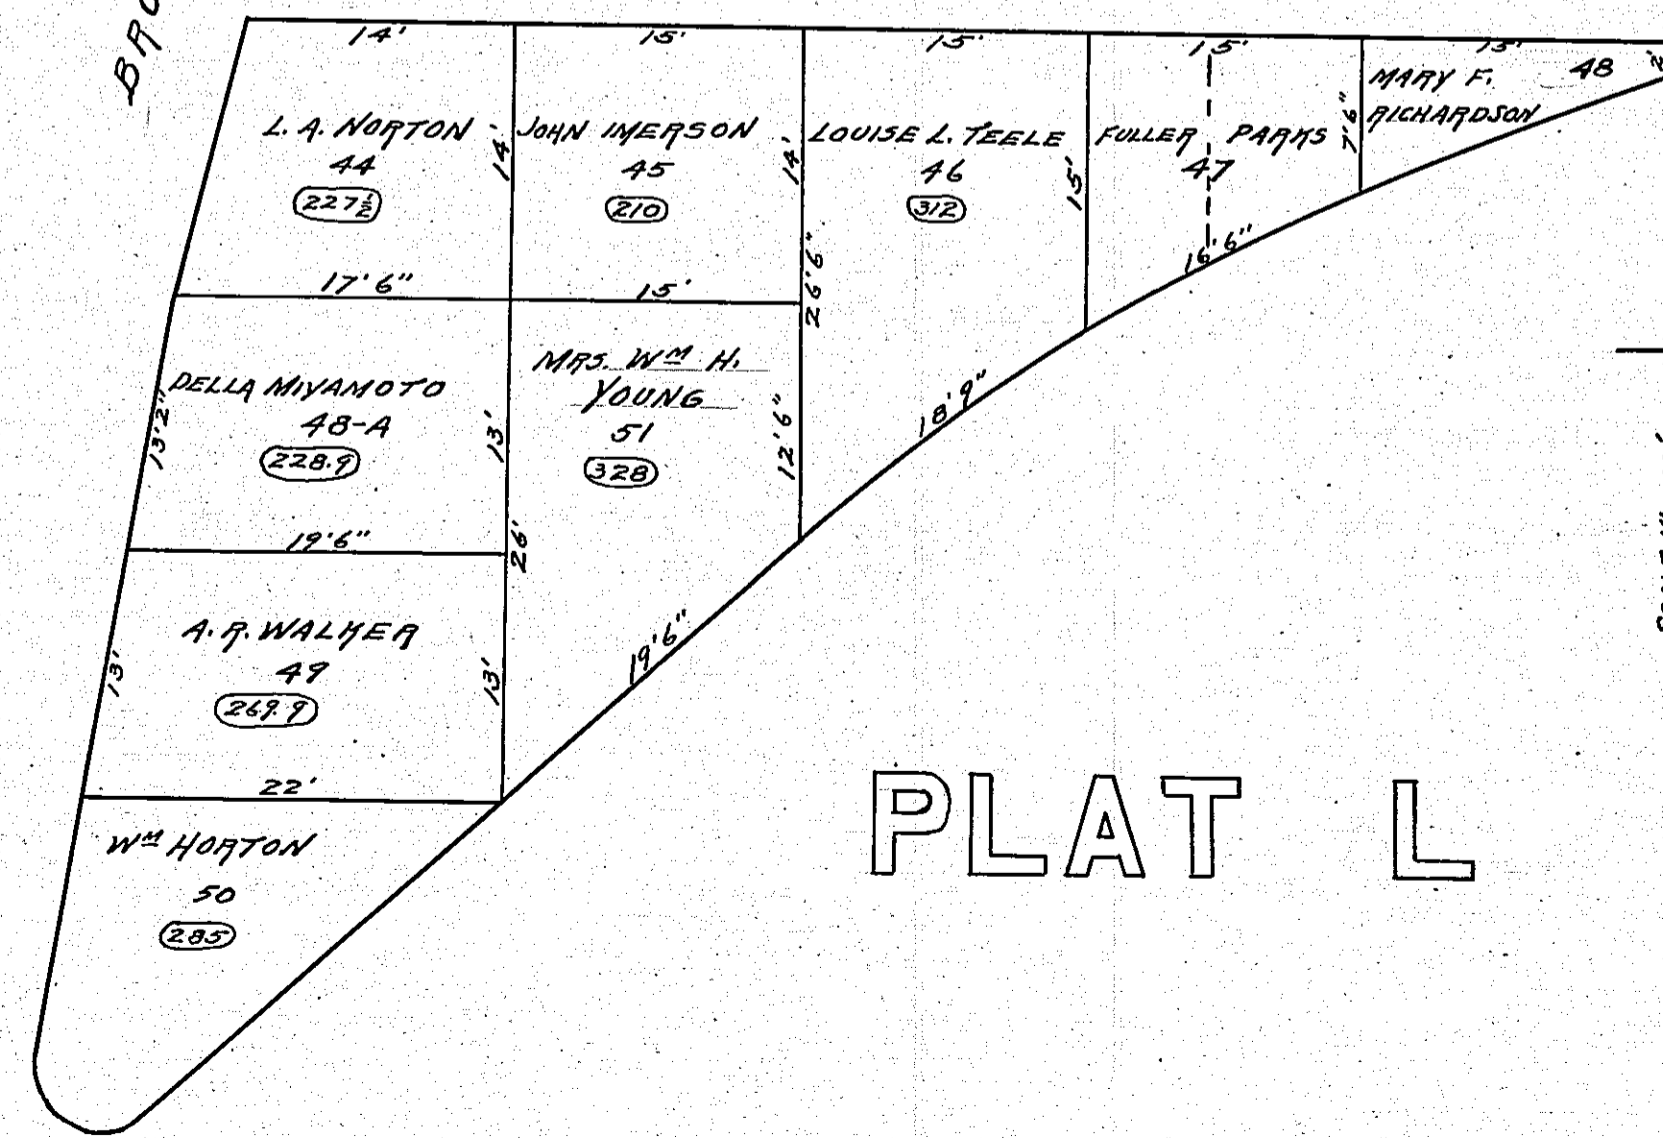 14'
15'
15'
15'
15'
L. A. NORTON
44
227½
14'
17'6"
JOHN IMERSON
45
210
14'
15'
LOUISE L. TEELE
46
312
15'
26'6"
18'9"
FULLER PARKS
47
16'6"
7'6"
MARY F. 48
RICHARDSON
DELLA MIYAMOTO
48-A
228.9
13'2"
13'
19'6"
MRS. Wᴹ H.
YOUNG
51
328
12'6"
26'
19'6"
A. R. WALKER
49
269.9
13'
13'
22'
Wᴹ HORTON
50
285
PLAT L